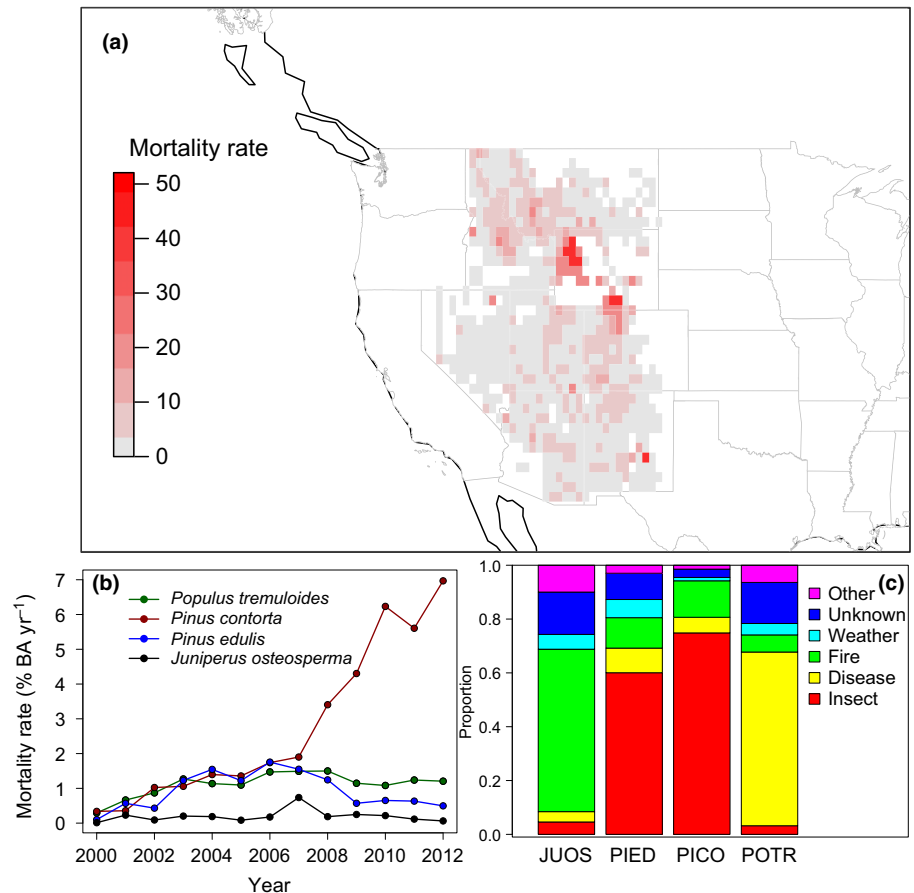 (a)
Mortality rate
50
40
30
20
10
0
(b)
Populus tremuloides
Pinus contorta
Pinus edulis
Juniperus osteosperma
Mortality rate (% BA yr⁻¹)
7
6
5
4
3
2
1
0
2000 2002 2004 2006 2008 2010 2012
Year
(c)
Proportion
1.0
0.8
0.6
0.4
0.2
0.0
JUOS PIED PICO POTR
Other
Unknown
Weather
Fire
Disease
Insect